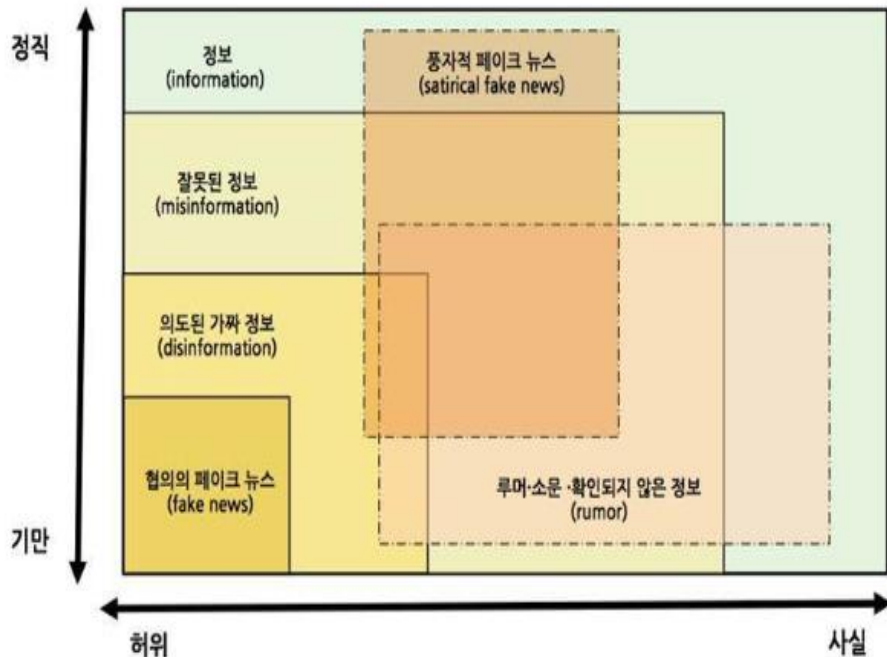 정직
정보
(information)
풍자적 페이크 뉴스
(satirical fake news)
잘못된 정보
(misinformation)
의도된 가짜 정보
(disinformation)
협의의 페이크 뉴스
(fake news)
루머·소문 ·확인되지 않은 정보
(rumor)
기만
허위
사실